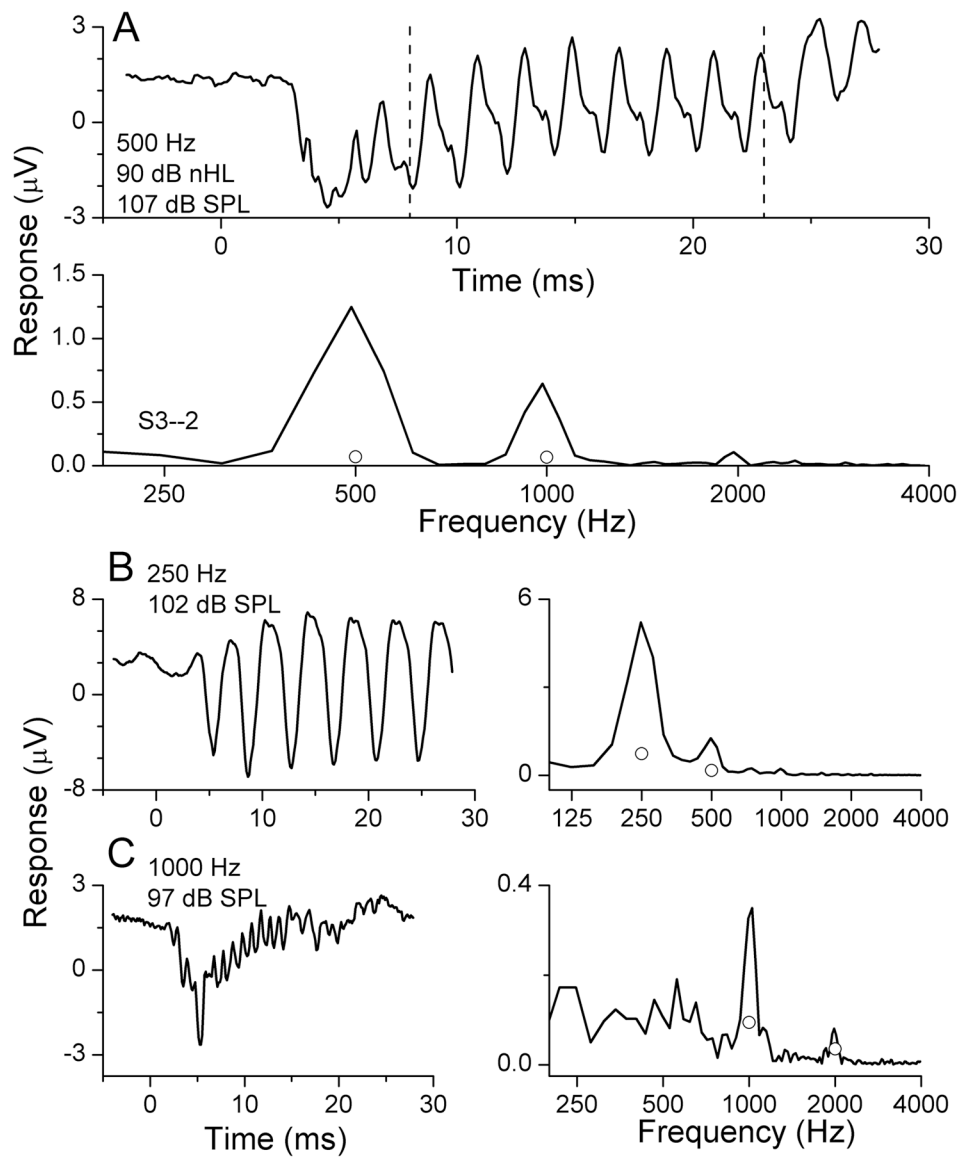 A
3
0
-3
500 Hz
90 dB nHL
107 dB SPL
0 10 20 30
Time (ms)
Response (μV)
1.5
1.0
0.5
0.0
S3--2
250 500 1000 2000 4000
Frequency (Hz)
B
250 Hz
102 dB SPL
8
0
-8
0 10 20 30
6
0
125 250 500 1000 2000 4000
Response (μV)
C
1000 Hz
97 dB SPL
3
0
-3
0 10 20 30
Time (ms)
0.4
0.0
250 500 1000 2000 4000
Frequency (Hz)